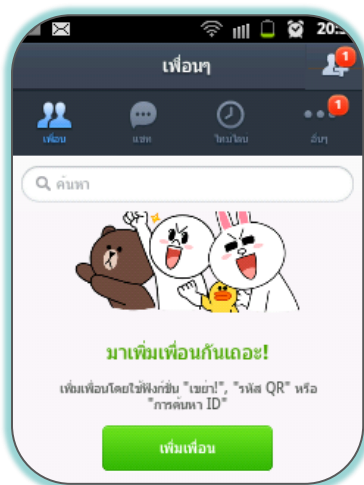 20:
เพื่อนๆ
1
เพื่อน
แชท
ไทม์ไลน์
1
อื่นๆ
ค้นหา
มาเพิ่มเพื่อนกันเถอะ!
เพิ่มเพื่อนโดยใช้ฟังก์ชั่น "เขย่า!", "รหัส QR" หรือ
"การค้นหา ID"
เพิ่มเพื่อน